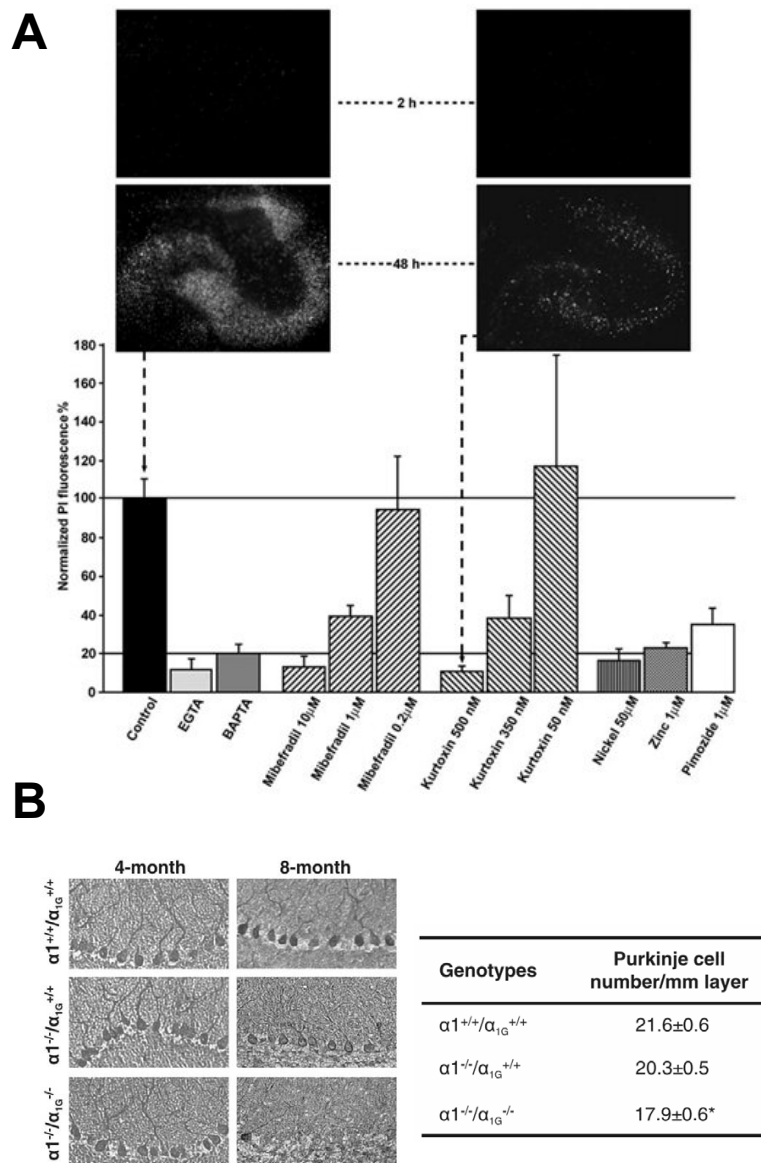 A
2 h
48 h
Normalized PI fluorescence%
180
160
140
120
100
80
60
40
20
0
Control
EGTA
BAPTA
Mibefradil 10μM
Mibefradil 1μM
Mibefradil 0.2μM
Kurtoxin 500 nM
Kurtoxin 350 nM
Kurtoxin 50 nM
Nickel 50μM
Zinc 1μM
Pimozide 1μM
B
4-month 8-month
α1+/+/α1G+/+
α1-/-/α1G+/+
α1-/-/α1G-/-
Genotypes Purkinje cell number/mm layer
α1+/+/α1G+/+ 21.6±0.6
α1-/-/α1G+/+ 20.3±0.5
α1-/-/α1G-/- 17.9±0.6*